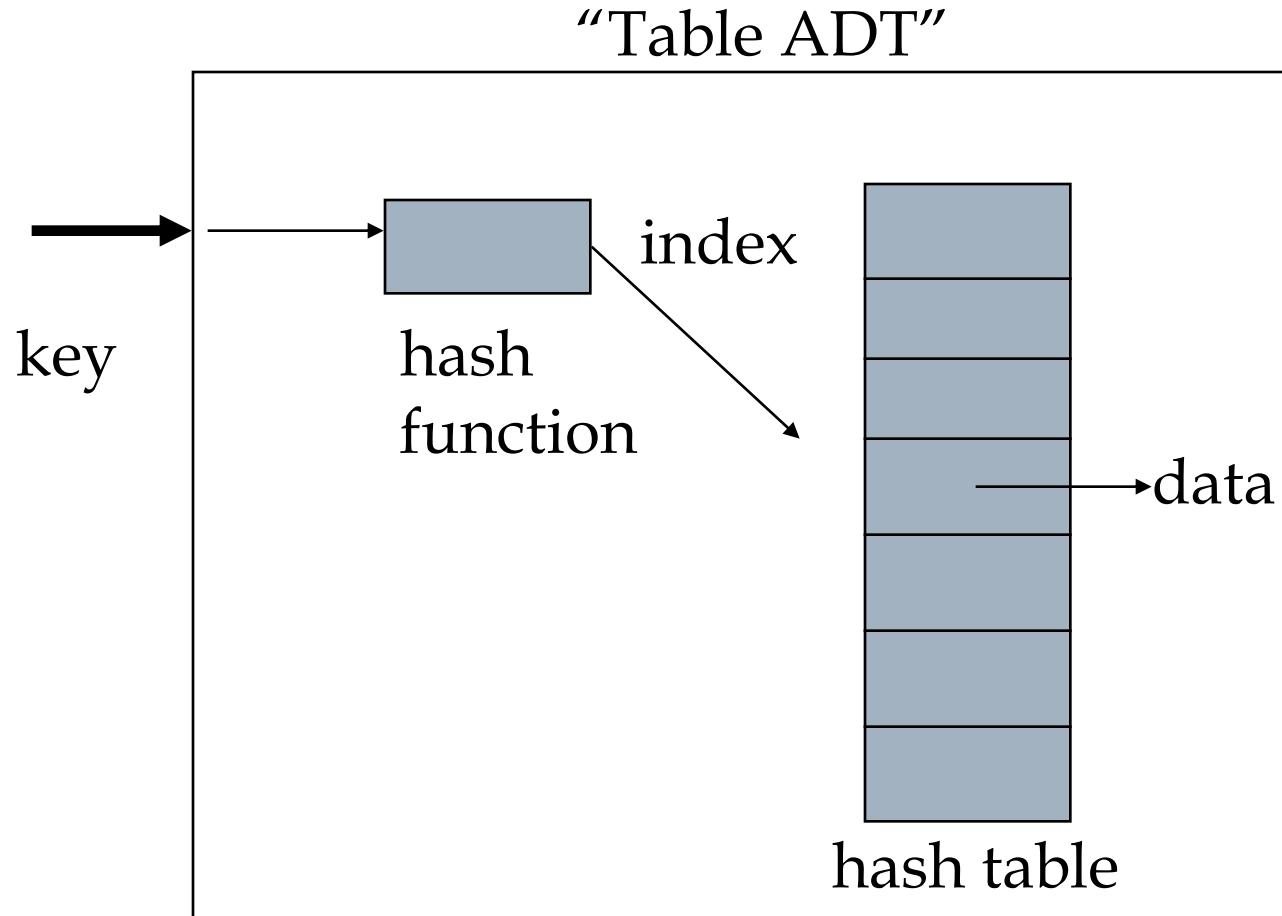 “Table ADT”
index
key
hash
function
data
hash table